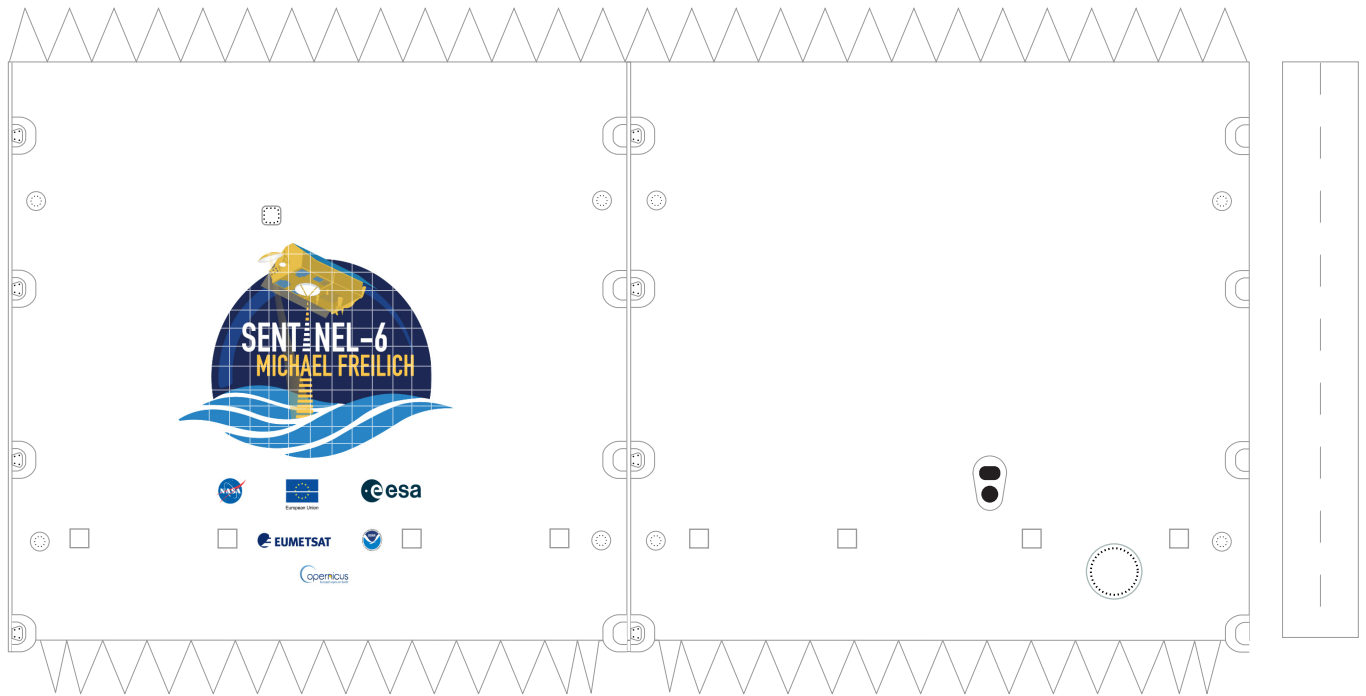 SENTINEL-6
MICHAEL FREILICH
NASA
European Union
esa
EUMETSAT
opernicus